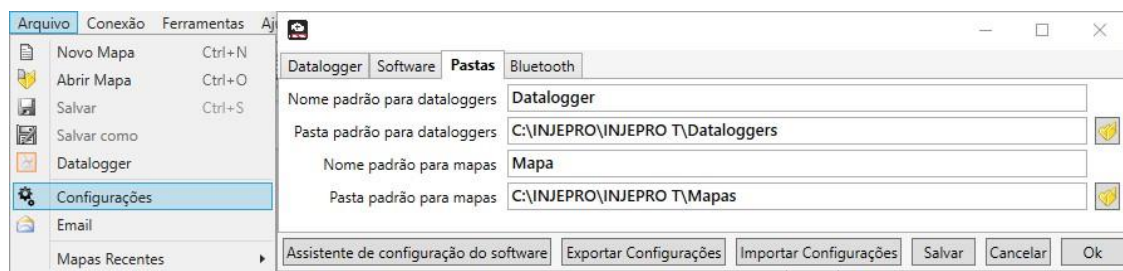 Arquivo Conexão Ferramentas
Novo Mapa Ctrl+N
Abrir Mapa Ctrl+O
Salvar Ctrl+S
Salvar como
Datalogger
Configurações
Email
Mapas Recentes
Datalogger Software Pastas Bluetooth
Nome padrão para dataloggers Datalogger
Pasta padrão para dataloggers C:\INJEPRO\INJEPRO T\Dataloggers
Nome padrão para mapas Mapa
Pasta padrão para mapas C:\INJEPRO\INJEPRO T\Mapas
Assistente de configuração do software Exportar Configurações Importar Configurações Salvar Cancelar Ok